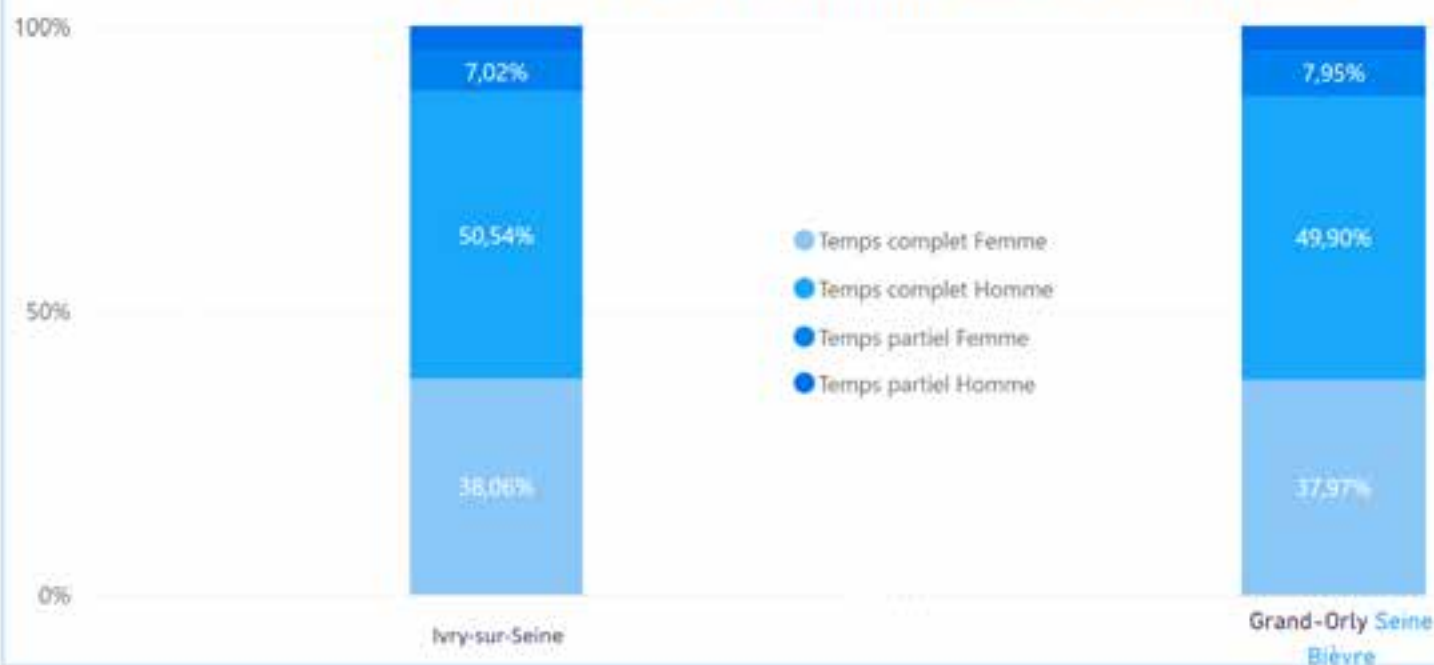 100%
7,02%
7,95%
50,54%
49,90%
Temps complet Femme
Temps complet Homme
50%
Temps partiel Femme
Temps partiel Homme
38,06%
37,97%
0%
Ivry-sur-Seine
Grand-Orly Seine
Bièvre